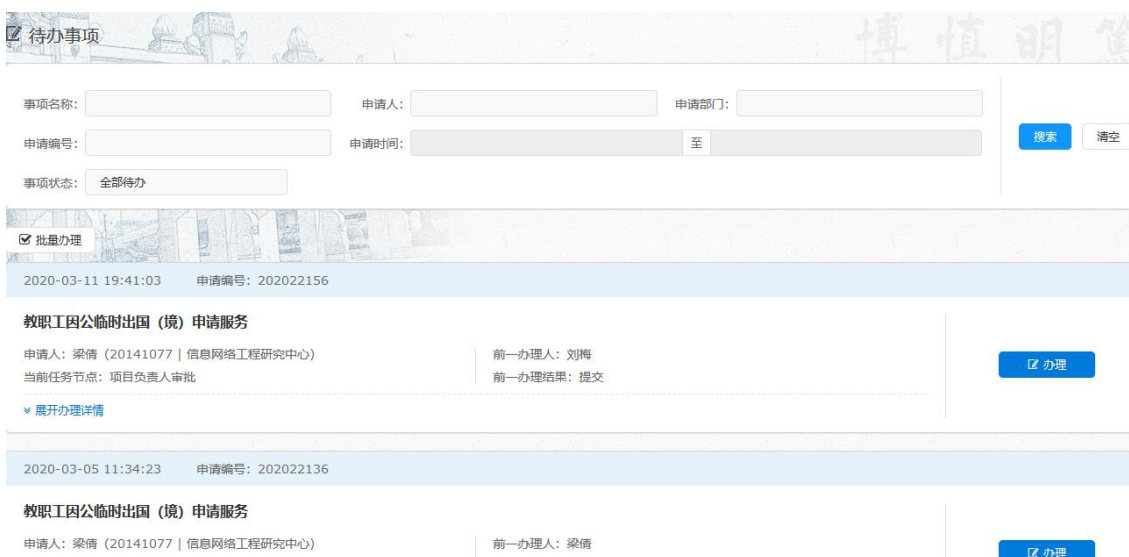 待办事项
博 慎 明 篤
事项名称:
申请人:
申请部门:
申请编号:
申请时间:
至
搜索
清空
事项状态:
全部待办
批量办理
2020-03-11 19:41:03 申请编号: 202022156
教职工因公临时出国（境）申请服务
申请人: 梁倩（20141077 | 信息网络工程研究中心）
前一办理人: 刘梅
当前任务节点: 项目负责人审批
前一办理结果: 提交
办理
展开办理详情
2020-03-05 11:34:23 申请编号: 202022136
教职工因公临时出国（境）申请服务
申请人: 梁倩（20141077 | 信息网络工程研究中心）
前一办理人: 梁倩
办理